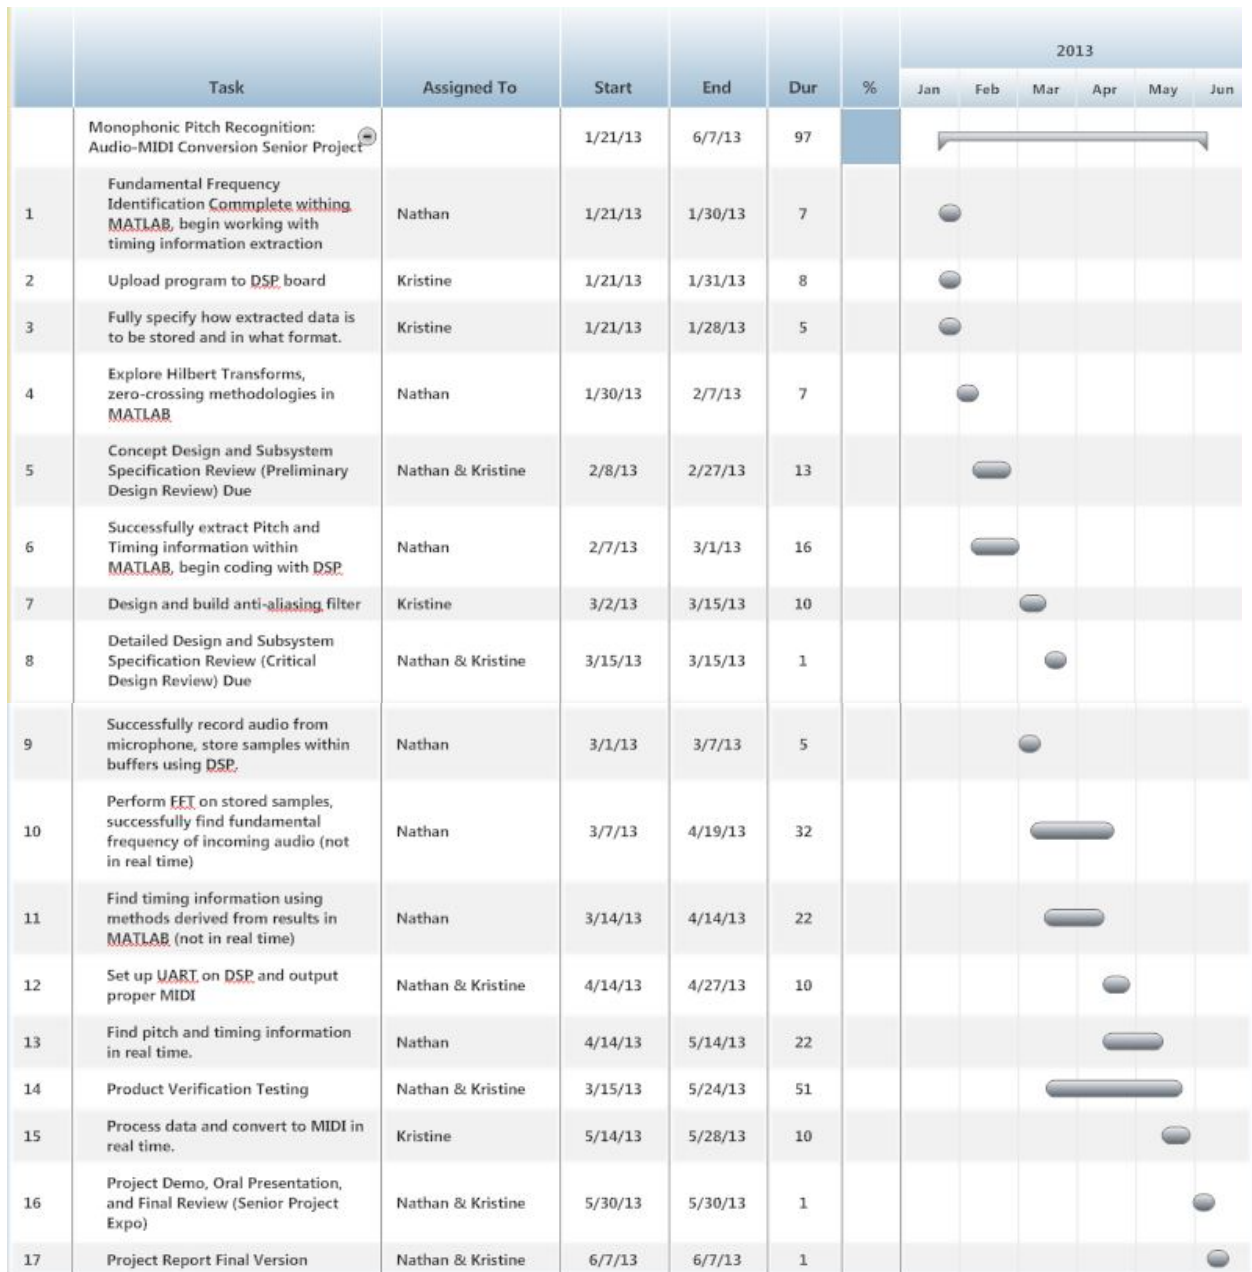 2013
Task Assigned To Start End Dur % Jan Feb Mar Apr May Jun
Monophonic Pitch Recognition:
Audio-MIDI Conversion Senior Project
1/21/13 6/7/13 97
Fundamental Frequency
Identification Commplete withing
MATLAB, begin working with
timing information extraction
1 Nathan 1/21/13 1/30/13 7
2 Upload program to DSP board Kristine 1/21/13 1/31/13 8
Fully specify how extracted data is
to be stored and in what format.
3 Kristine 1/21/13 1/28/13 5
Explore Hilbert Transforms,
zero-crossing methodologies in
MATLAB
4 Nathan 1/30/13 2/7/13 7
Concept Design and Subsystem
Specification Review (Preliminary
Design Review) Due
5 Nathan & Kristine 2/8/13 2/27/13 13
Successfully extract Pitch and
Timing information within
MATLAB, begin coding with DSP
6 Nathan 2/7/13 3/1/13 16
7 Design and build anti-aliasing filter Kristine 3/2/13 3/15/13 10
Detailed Design and Subsystem
Specification Review (Critical
Design Review) Due
8 Nathan & Kristine 3/15/13 3/15/13 1
Successfully record audio from
microphone, store samples within
buffers using DSP.
9 Nathan 3/1/13 3/7/13 5
Perform FFT on stored samples,
successfully find fundamental
frequency of incoming audio (not
in real time)
10 Nathan 3/7/13 4/19/13 32
Find timing information using
methods derived from results in
MATLAB (not in real time)
11 Nathan 3/14/13 4/14/13 22
Set up UART on DSP and output
proper MIDI
12 Nathan & Kristine 4/14/13 4/27/13 10
Find pitch and timing information
in real time.
13 Nathan 4/14/13 5/14/13 22
14 Product Verification Testing Nathan & Kristine 3/15/13 5/24/13 51
Process data and convert to MIDI in
real time.
15 Kristine 5/14/13 5/28/13 10
Project Demo, Oral Presentation,
and Final Review (Senior Project
Expo)
16 Nathan & Kristine 5/30/13 5/30/13 1
17 Project Report Final Version Nathan & Kristine 6/7/13 6/7/13 1